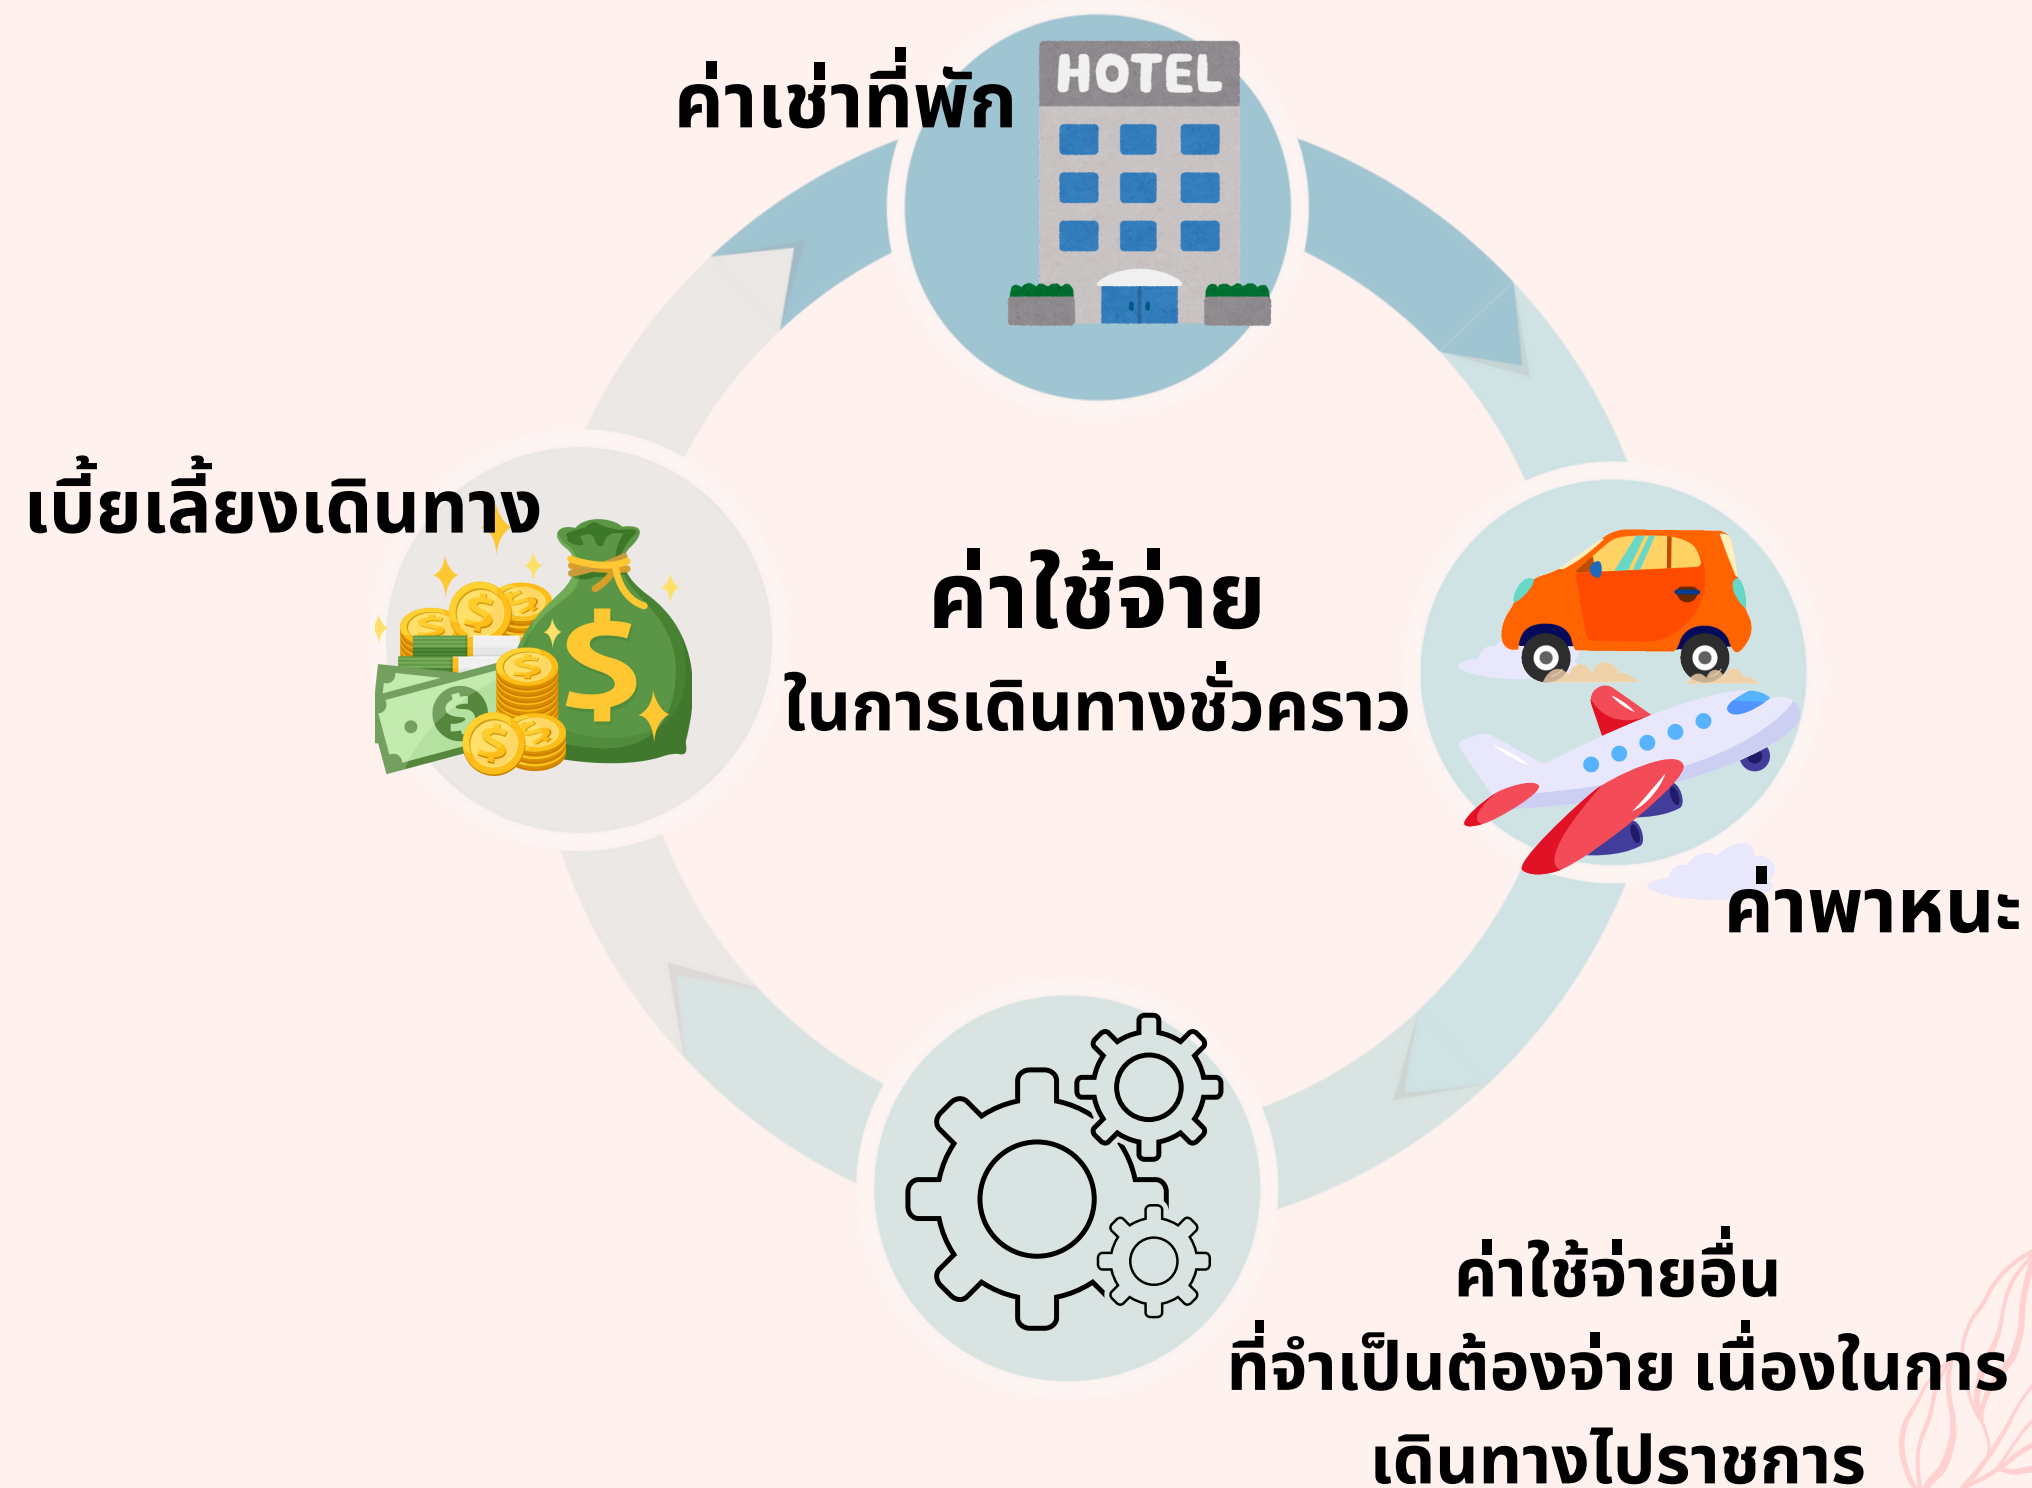 ค่าเช่าที่พัก
HOTEL
เบี้ยเลี้ยงเดินทาง
ค่าใช้จ่าย
ในการเดินทางชั่วคราว
ค่าพาหนะ
ค่าใช้จ่ายอื่น
ที่จำเป็นต้องจ่าย เนื่องในการ
เดินทางไปราชการ